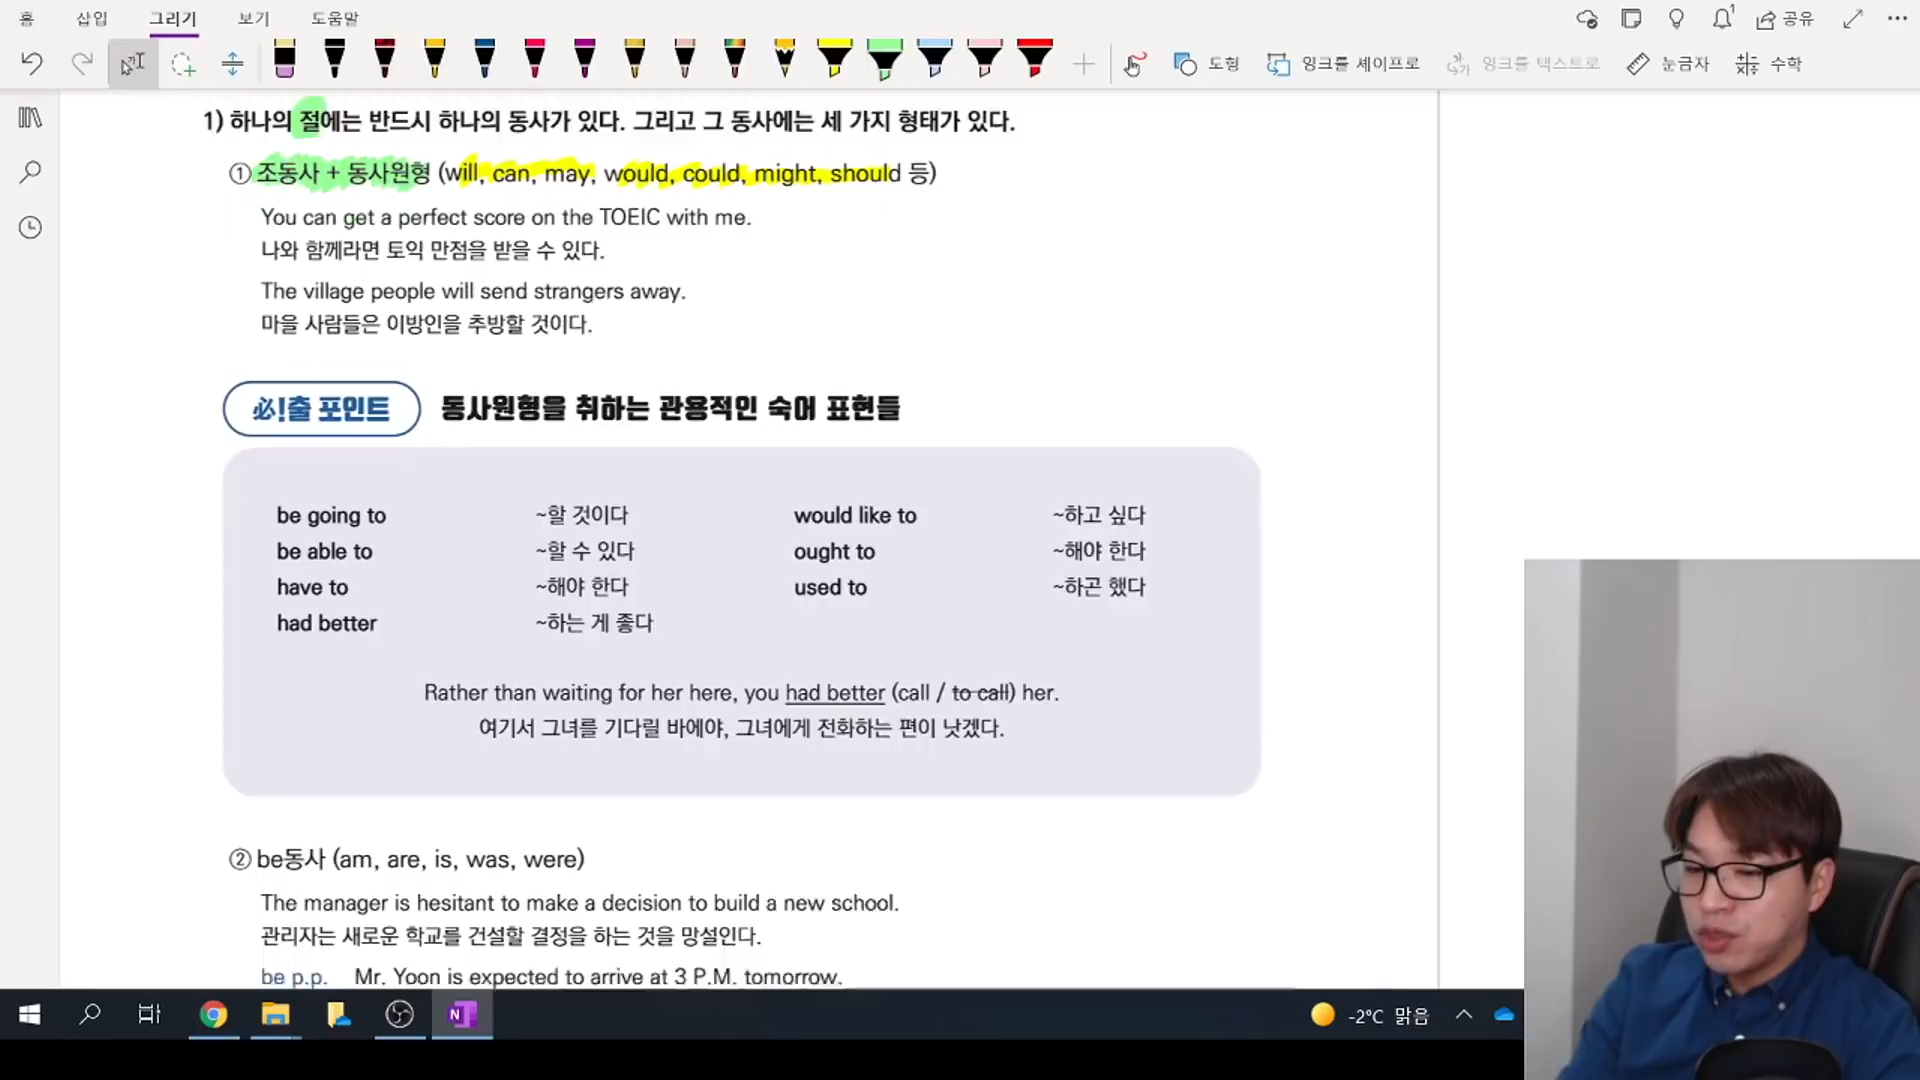 홈 삽입 그리기 보기 도움말 1 공유
도형 잉크를 셰이프로 잉크를 텍스트로 눈금자 수학
1) 하나의 절에는 반드시 하나의 동사가 있다. 그리고 그 동사에는 세 가지 형태가 있다.
① 조동사 + 동사원형 (will, can, may, would, could, might, should 등)
You can get a perfect score on the TOEIC with me.
나와 함께라면 토익 만점을 받을 수 있다.
The village people will send strangers away.
마을 사람들은 이방인을 추방할 것이다.
必!출 포인트 동사원형을 취하는 관용적인 숙어 표현들
be going to ~할 것이다 would like to ~하고 싶다
be able to ~할 수 있다 ought to ~해야 한다
have to ~해야 한다 used to ~하곤 했다
had better ~하는 게 좋다
Rather than waiting for her here, you had better (call / to call) her.
여기서 그녀를 기다릴 바에야, 그녀에게 전화하는 편이 낫겠다.
② be동사 (am, are, is, was, were)
The manager is hesitant to make a decision to build a new school.
관리자는 새로운 학교를 건설할 결정을 하는 것을 망설인다.
be p.p. Mr. Yoon is expected to arrive at 3 P.M. tomorrow.
N -2°C 맑음